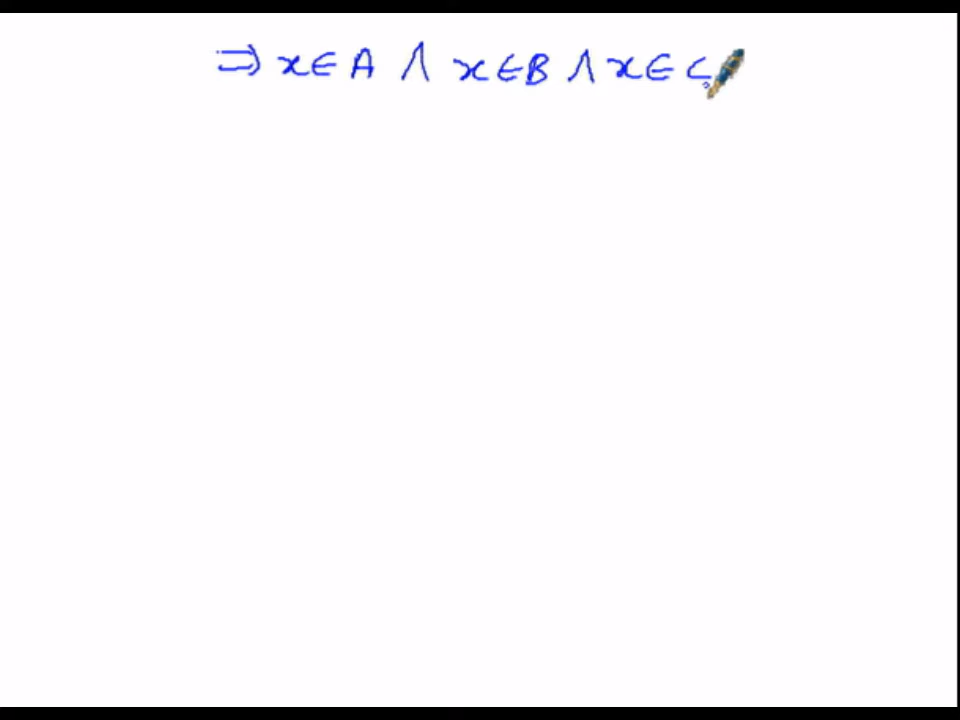 ⇒ x ∈ A ∧ x ∈ B ∧ x ∈ C